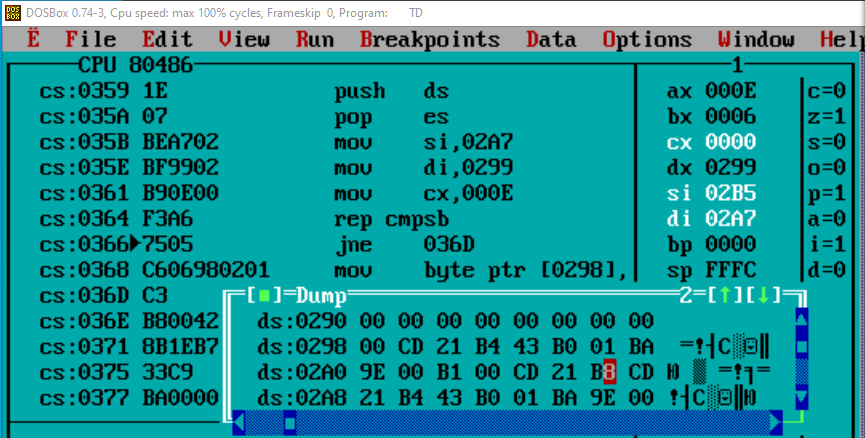 DOSBox 0.74-3, Cpu speed: max 100% cycles, Frameskip 0, Program: TD
Ë File Edit View Run Breakpoints Data Options Window Help
CPU 80486 1
cs:0359 1E push ds ax 000E c=0
cs:035A 07 pop es bx 0006 z=1
cs:035B BEA702 mov si,02A7 cx 0000 s=0
cs:035E BF9902 mov di,0299 dx 0299 o=0
cs:0361 B90E00 mov cx,000E si 02B5 p=1
cs:0364 F3A6 rep cmpsb di 02A7 a=0
cs:0366►7505 jne 036D bp 0000 i=1
cs:0368 C606980201 mov byte ptr [0298], sp FFFC d=0
cs:036D C3 [■]=Dump 2=[↑][↓]
cs:036E B80042 ds:0290 00 00 00 00 00 00 00 00
cs:0371 8B1EB7 ds:0298 00 CD 21 B4 43 B0 01 BA =!┤C░☺║
cs:0375 33C9 ds:02A0 9E 00 B1 00 CD 21 B8 CD Ю ▒ =!╕=
cs:0377 BA0000 ds:02A8 21 B4 43 B0 01 BA 9E 00 !┤C░☺║Ю